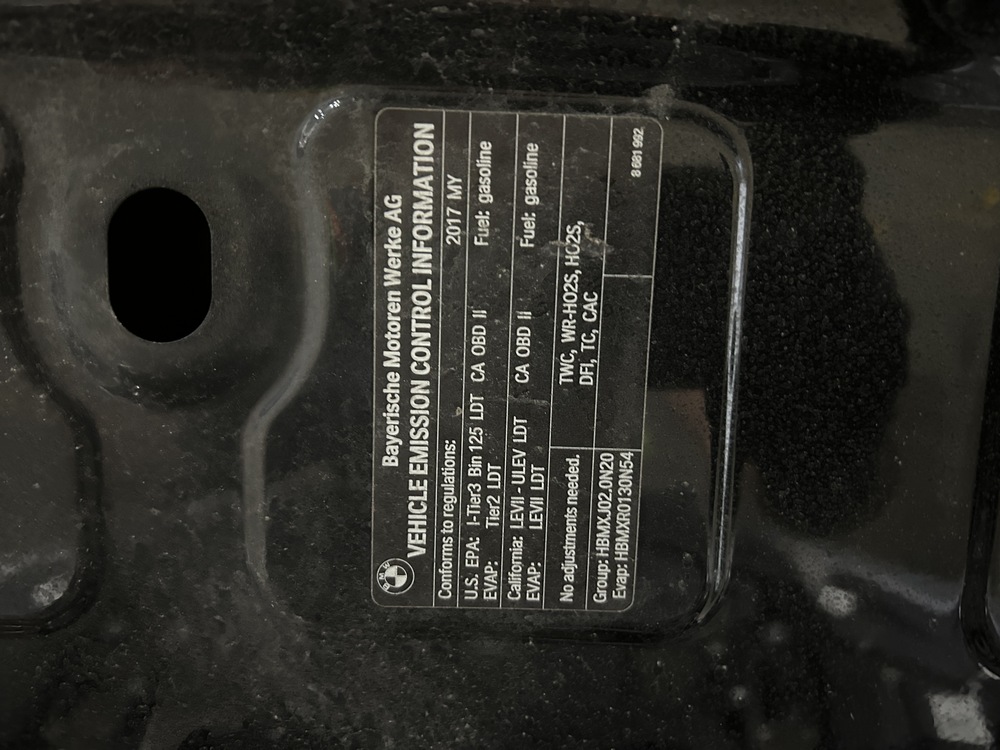 Bayerische Motoren Werke AG
VEHICLE EMISSION CONTROL INFORMATION
BMW
Conforms to regulations: 2017 MY
U.S. EPA: I-Tier3 Bin 125 LDT CA OBD II Fuel: gasoline
EVAP: Tier2 LDT
California: LEVII - ULEV LDT CA OBD II Fuel: gasoline
EVAP: LEVII LDT
No adjustments needed. TWC, WR-HO2S, HO2S,
DFI, TC, CAC
Group: HBMXJ02.0N20
Evap: HBMXR0130N54
8 681 992